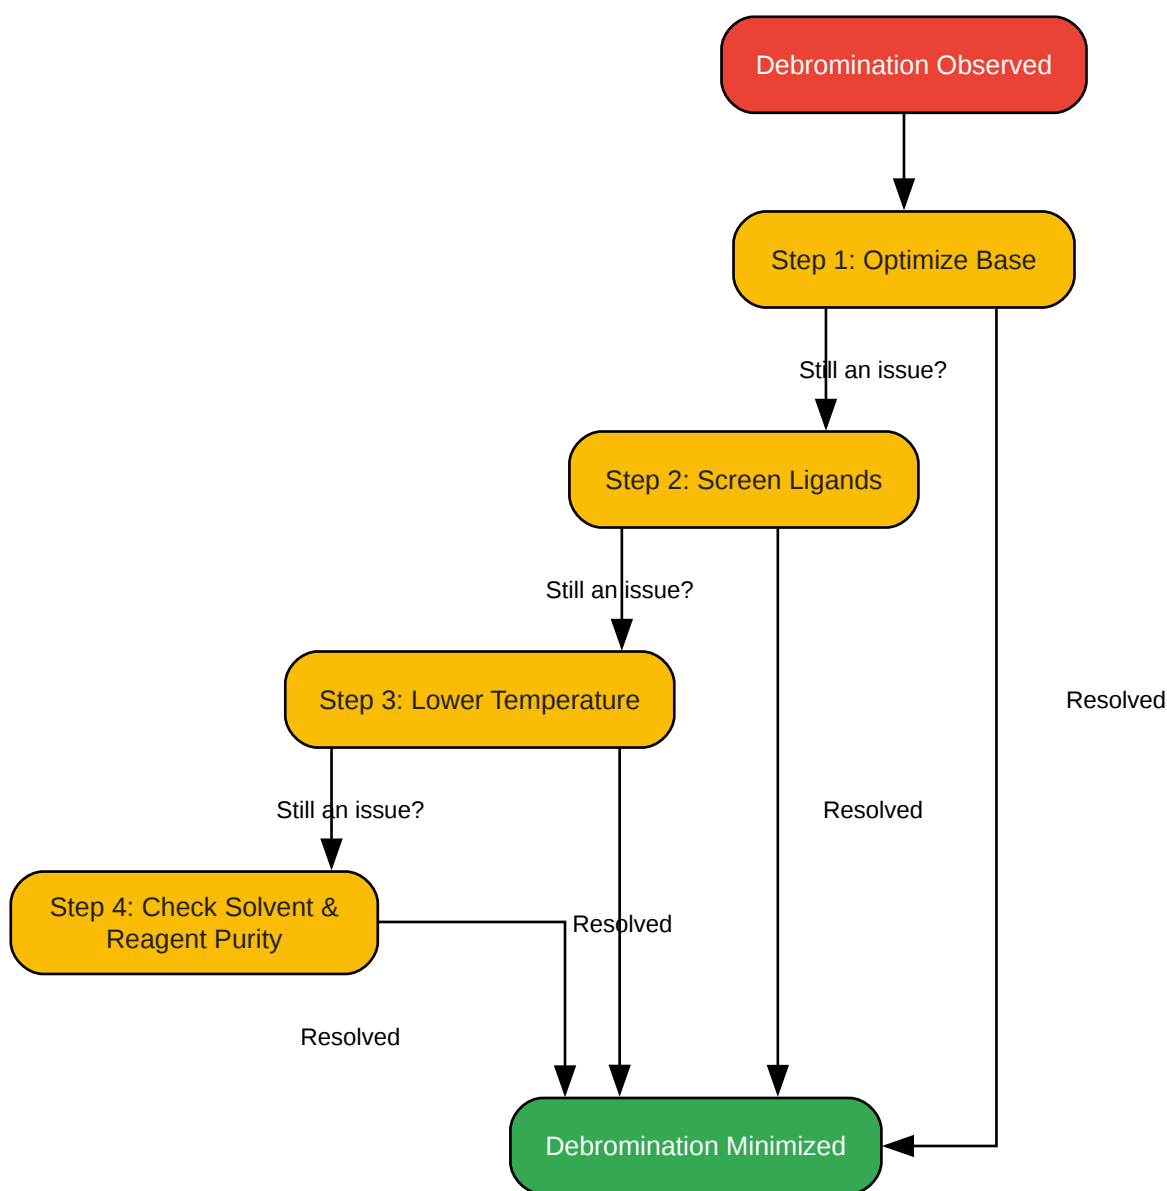 Debromination Observed
Step 1: Optimize Base
Still an issue?
Step 2: Screen Ligands
Still an issue?
Step 3: Lower Temperature
Resolved
Still an issue?
Resolved
Step 4: Check Solvent &
Reagent Purity
Resolved
Resolved
Debromination Minimized